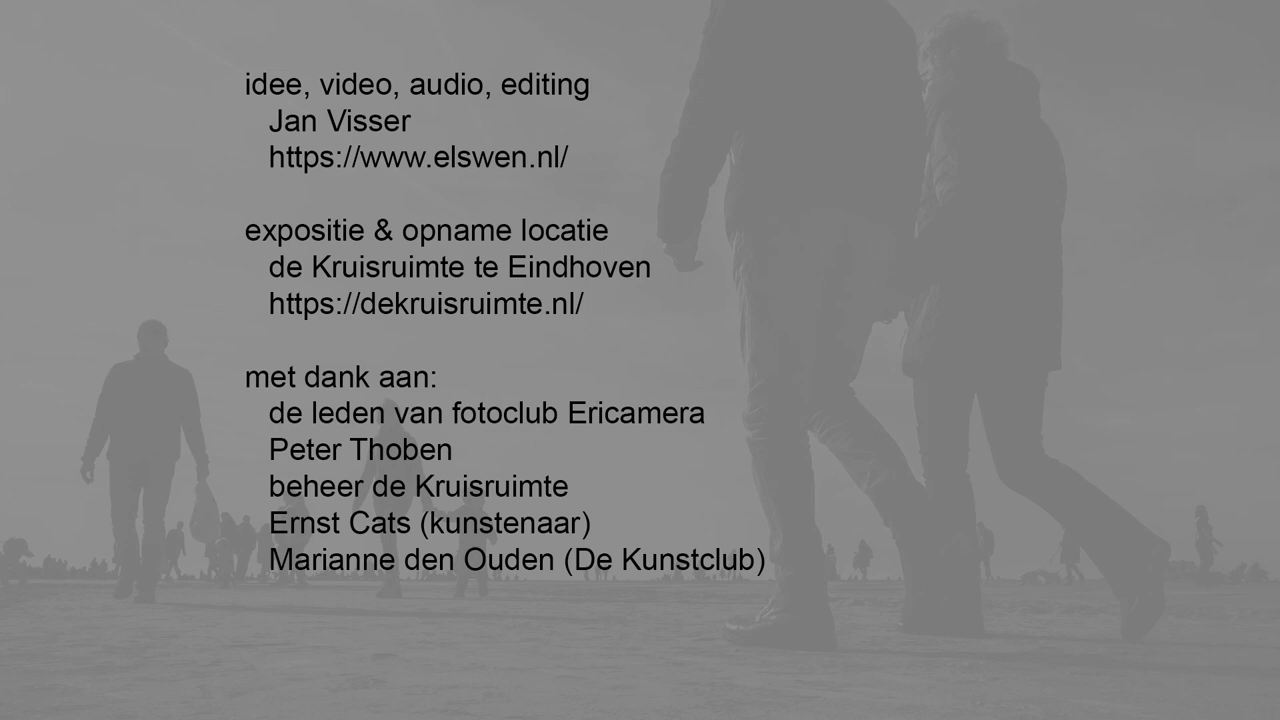 idee, video, audio, editing
Jan Visser
https://www.elswen.nl/
expositie & opname locatie
de Kruisruimte te Eindhoven
https://dekruisruimte.nl/
met dank aan:
de leden van fotoclub Ericamera
Peter Thoben
beheer de Kruisruimte
Ernst Cats (kunstenaar)
Marianne den Ouden (De Kunstclub)